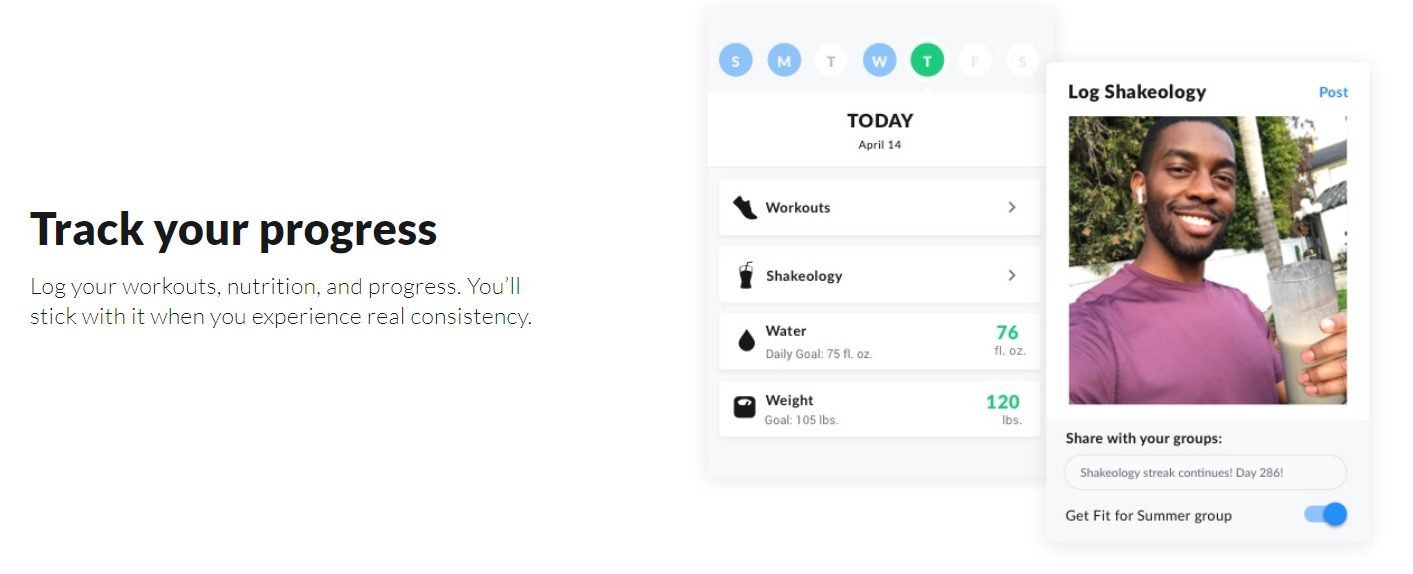 Track your progress
Log your workouts, nutrition, and progress. You’ll
stick with it when you experience real consistency.
S M T W T F S
TODAY
April 14
Workouts
Shakeology
Water
Daily Goal: 75 fl. oz.
76
fl. oz.
Weight
Goal: 105 lbs.
120
lbs.
Log Shakeology
Post
Share with your groups:
Shakeology streak continues! Day 286!
Get Fit for Summer group